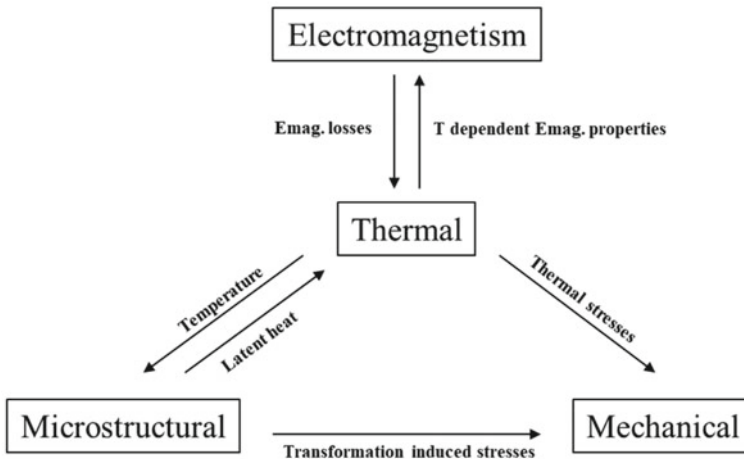 Electromagnetism
Emag. losses
T dependent Emag. properties
Thermal
Temperature
Latent heat
Thermal stresses
Microstructural
Mechanical
Transformation induced stresses